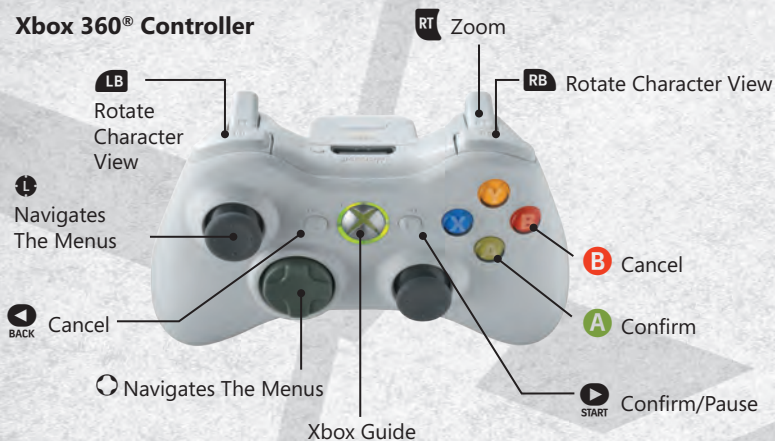 Xbox 360® Controller
RT Zoom
LB
Rotate
Character
View
RB Rotate Character View
L
Navigates
The Menus
Y
X
B
A
B Cancel
BACK Cancel
A Confirm
Navigates The Menus
START Confirm/Pause
Xbox Guide